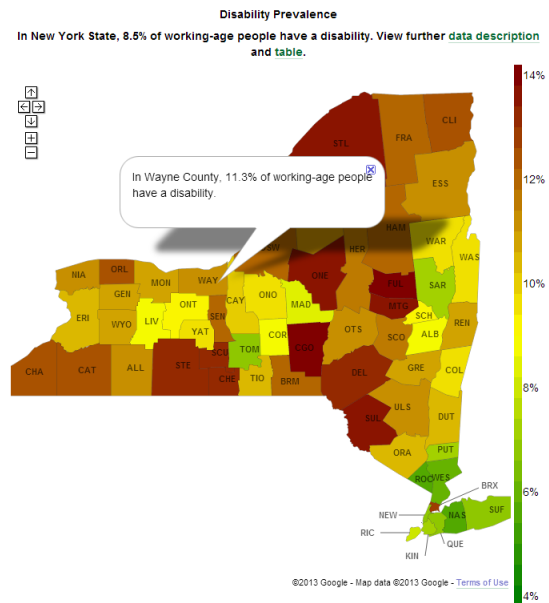 Disability Prevalence
In New York State, 8.5% of working-age people have a disability. View further data description
and table.
14%
CLI
FRA
STL
In Wayne County, 11.3% of working-age people
have a disability.
12%
ESS
HAM
WAR
HER
WAS
NIA
ORL
MON
WAY
ONE
FUL
SAR
10%
GEN
ONT
CAY
ONO
MAD
MTG
ERI
WYO
LIV
YAT
SEN
SCH
REN
COR
OTS
SCO
ALB
SCU
TOM
CGO
CHA
CAT
ALL
STE
CHE
TIO
BRM
DEL
GRE
COL
8%
SUL
ULS
DUT
ORA
PUT
ROC
WES
BRX
6%
NEW
NAS
SUF
RIC
QUE
KIN
©2013 Google - Map data ©2013 Google - Terms of Use
4%